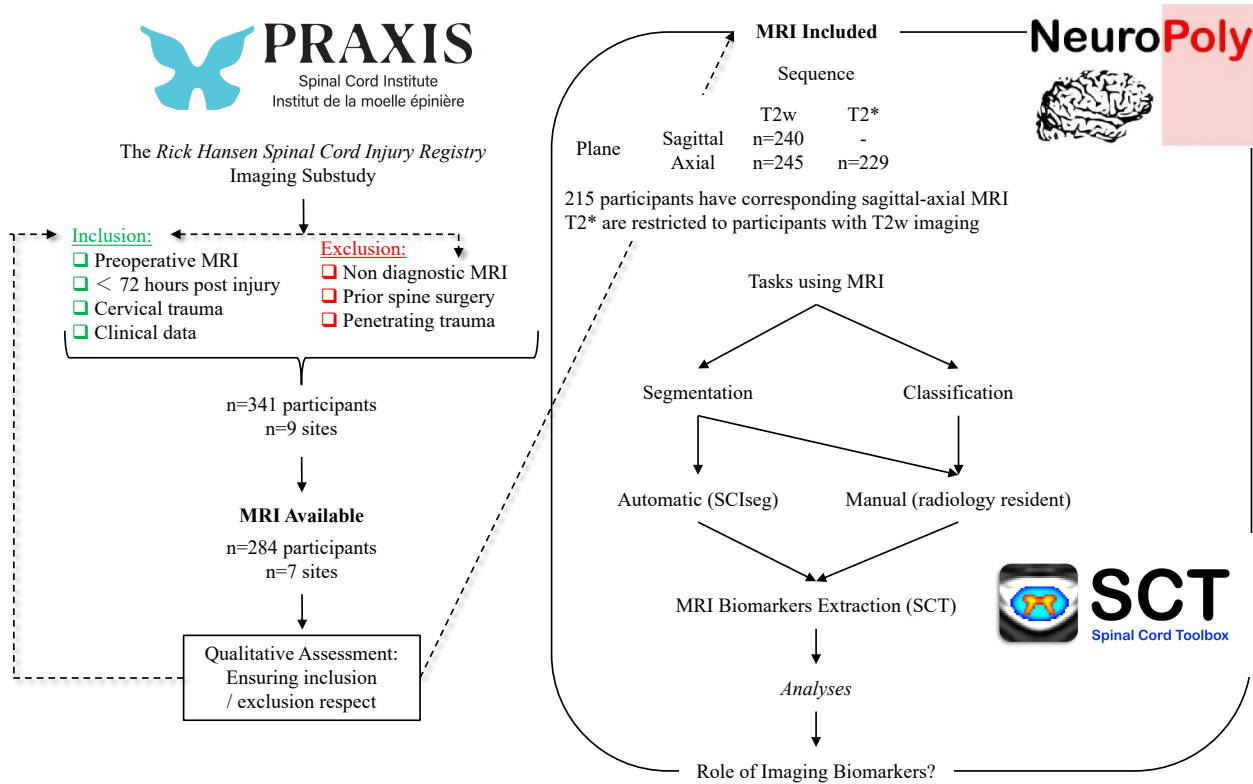 PRAXIS
Spinal Cord Institute
Institut de la moelle épinière
The Rick Hansen Spinal Cord Injury Registry
Imaging Substudy
Inclusion:
Preoperative MRI
< 72 hours post injury
Cervical trauma
Clinical data
Exclusion:
Non diagnostic MRI
Prior spine surgery
Penetrating trauma
n=341 participants
n=9 sites
MRI Available
n=284 participants
n=7 sites
Qualitative Assessment:
Ensuring inclusion
/ exclusion respect
MRI Included
NeuroPoly
Sequence
T2w T2*
Plane
Sagittal n=240 -
Axial n=245 n=229
215 participants have corresponding sagittal-axial MRI
T2* are restricted to participants with T2w imaging
Tasks using MRI
Segmentation Classification
Automatic (SCIseg) Manual (radiology resident)
MRI Biomarkers Extraction (SCT)
SCT
Spinal Cord Toolbox
Analyses
Role of Imaging Biomarkers?